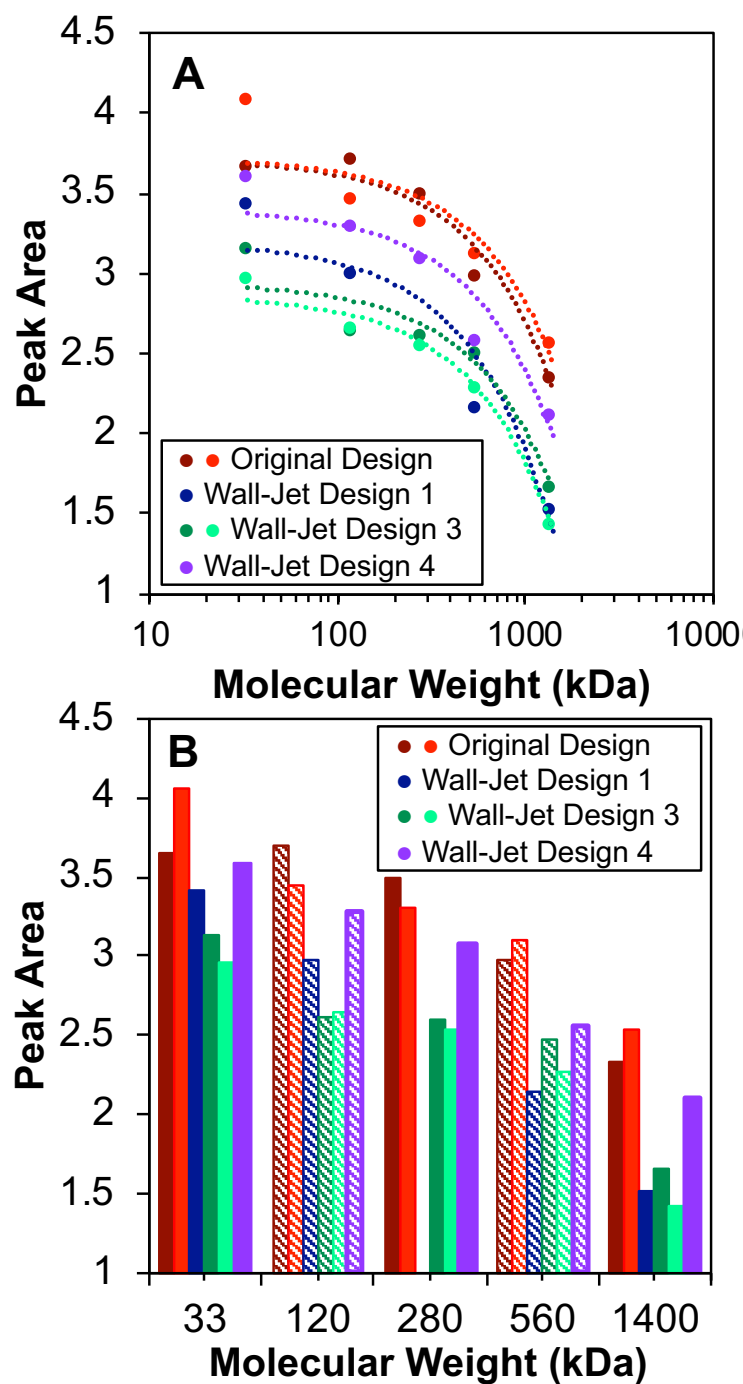 4.5
A
4
3.5
3
2.5
2
1.5
1
Peak Area
Original Design
Wall-Jet Design 1
Wall-Jet Design 3
Wall-Jet Design 4
10 100 1000 1000
Molecular Weight (kDa)
4.5
B
4
3.5
3
2.5
2
1.5
1
Peak Area
Original Design
Wall-Jet Design 1
Wall-Jet Design 3
Wall-Jet Design 4
33 120 280 560 1400
Molecular Weight (kDa)